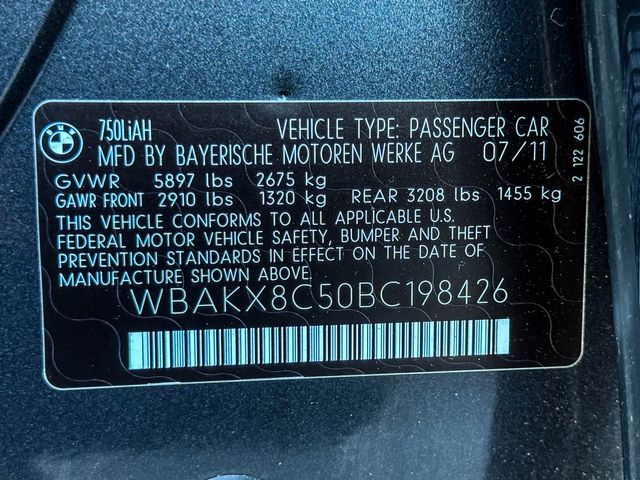 BMW
750LiAH VEHICLE TYPE: PASSENGER CAR
MFD BY BAYERISCHE MOTOREN WERKE AG 07/11
GVWR 5897 lbs 2675 kg
GAWR FRONT 2910 lbs 1320 kg REAR 3208 lbs 1455 kg
THIS VEHICLE CONFORMS TO ALL APPLICABLE U.S.
FEDERAL MOTOR VEHICLE SAFETY, BUMPER AND THEFT
PREVENTION STANDARDS IN EFFECT ON THE DATE OF
MANUFACTURE SHOWN ABOVE.
WBAKX8C50BC198426
2 122 606